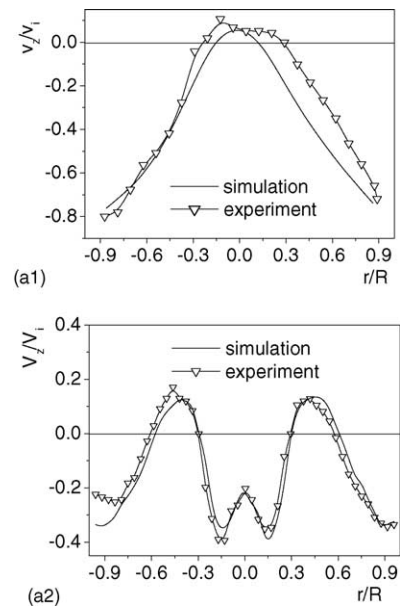 v_z/v_i
0.0
-0.2
-0.4
-0.6
-0.8
simulation
experiment
-0.9 -0.6 -0.3 0.0 0.3 0.6 0.9
(a1)
r/R
V_z/V_i
0.4
0.2
0.0
-0.2
-0.4
simulation
experiment
-0.9 -0.6 -0.3 0.0 0.3 0.6 0.9
(a2)
r/R